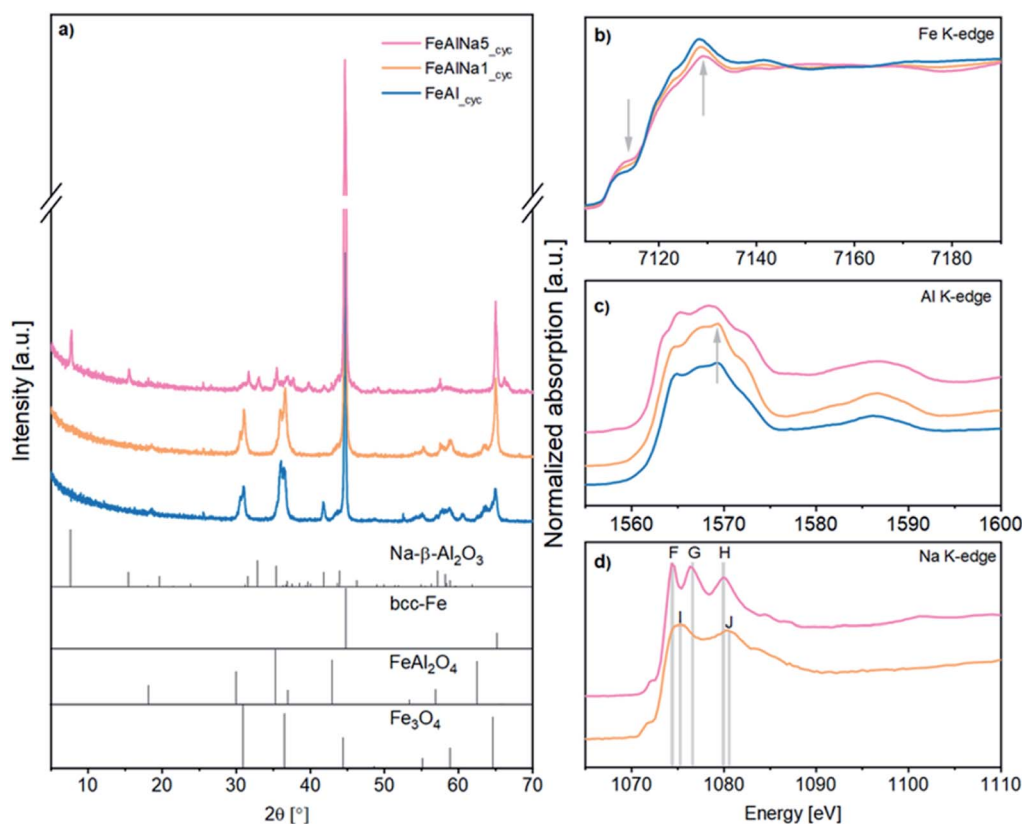 a)
FeAlNa5_cyc
FeAlNa1_cyc
FeAl_cyc
Intensity [a.u.]
Na-β-Al₂O₃
bcc-Fe
FeAl₂O₄
Fe₃O₄
10 20 30 40 50 60 70
2θ [°]
Normalized absorption [a.u.]
b)
Fe K-edge
7120 7140 7160 7180
c)
Al K-edge
1560 1570 1580 1590 1600
d)
F G H
Na K-edge
I J
1070 1080 1090 1100 1110
Energy [eV]